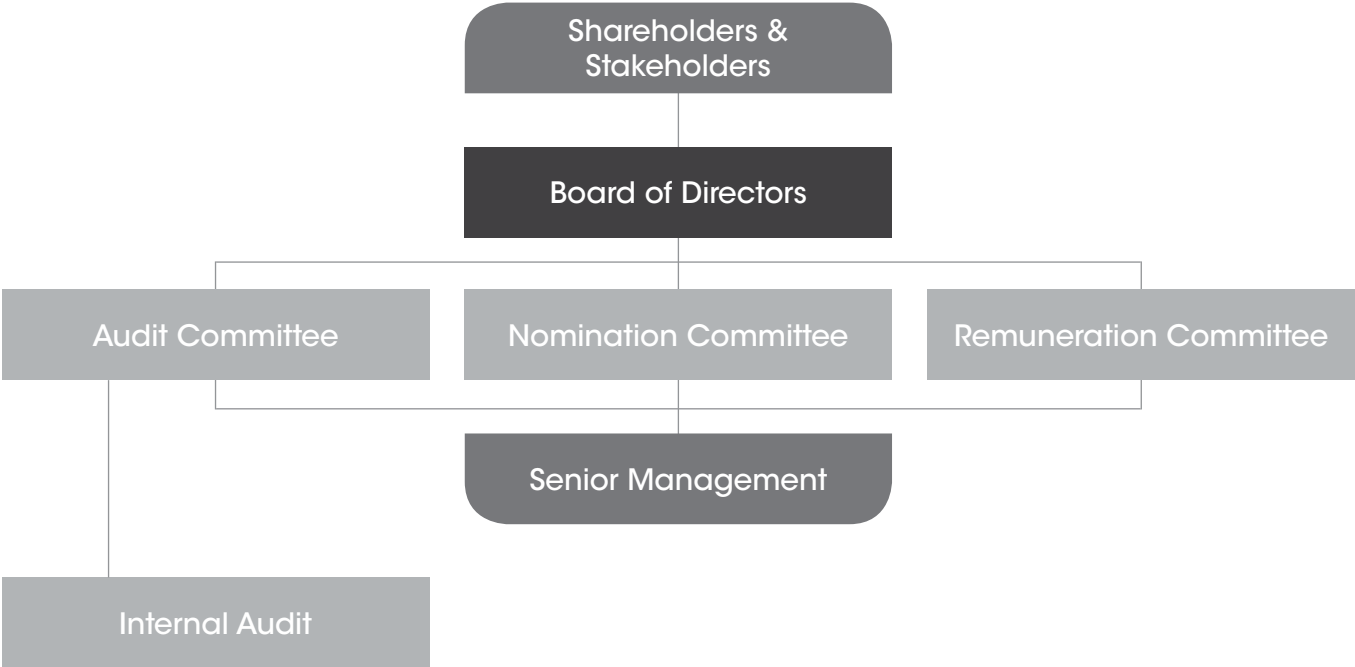 Shareholders &
Stakeholders
Board of Directors
Audit Committee
Nomination Committee
Remuneration Committee
Senior Management
Internal Audit